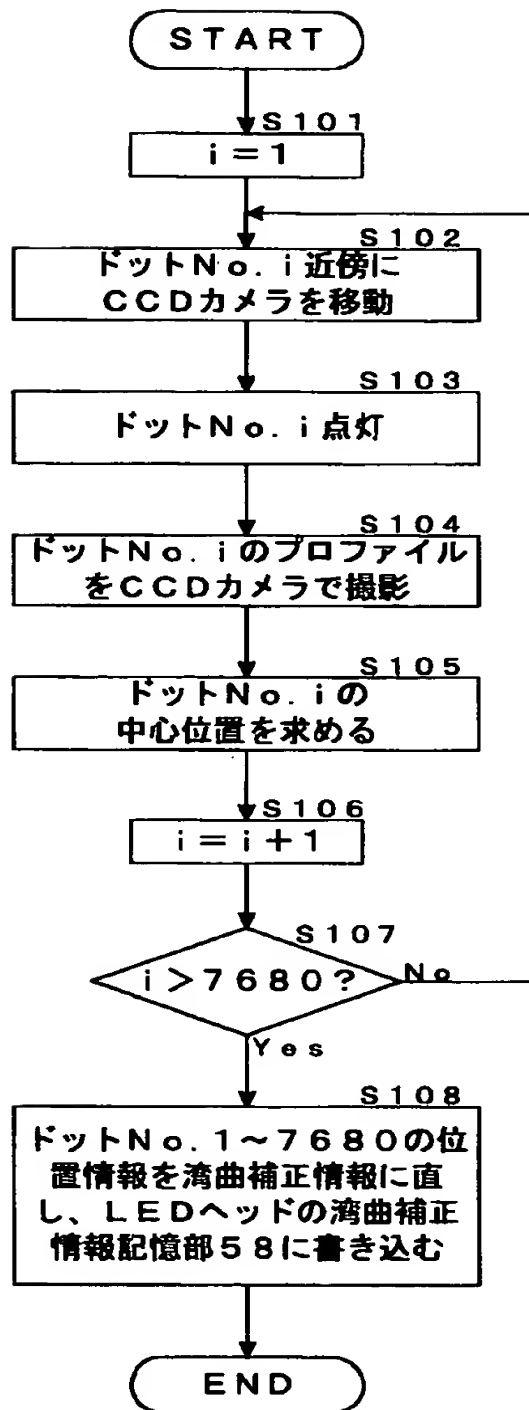 START
S101
i=1
S102
ドットNo.i近傍に
CCDカメラを移動
S103
ドットNo.i点灯
S104
ドットNo.iのプロファイル
をCCDカメラで撮影
S105
ドットNo.iの
中心位置を求める
S106
i=i+1
S107
i>7680?
No
Yes
S108
ドットNo.1~7680の位
置情報を湾曲補正情報に直
し、LEDヘッドの湾曲補正
情報記憶部58に書き込む
END